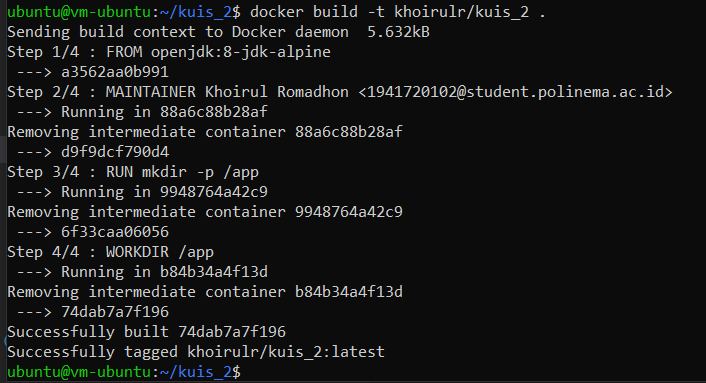 ubuntu@vm-ubuntu:~/kuis_2$ docker build -t khoirulr/kuis_2 .
Sending build context to Docker daemon  5.632kB
Step 1/4 : FROM openjdk:8-jdk-alpine
 ---> a3562aa0b991
Step 2/4 : MAINTAINER Khoirul Romadhon <1941720102@student.polinema.ac.id>
 ---> Running in 88a6c88b28af
Removing intermediate container 88a6c88b28af
 ---> d9f9dcf790d4
Step 3/4 : RUN mkdir -p /app
 ---> Running in 9948764a42c9
Removing intermediate container 9948764a42c9
 ---> 6f33caa06056
Step 4/4 : WORKDIR /app
 ---> Running in b84b34a4f13d
Removing intermediate container b84b34a4f13d
 ---> 74dab7a7f196
Successfully built 74dab7a7f196
Successfully tagged khoirulr/kuis_2:latest
ubuntu@vm-ubuntu:~/kuis_2$